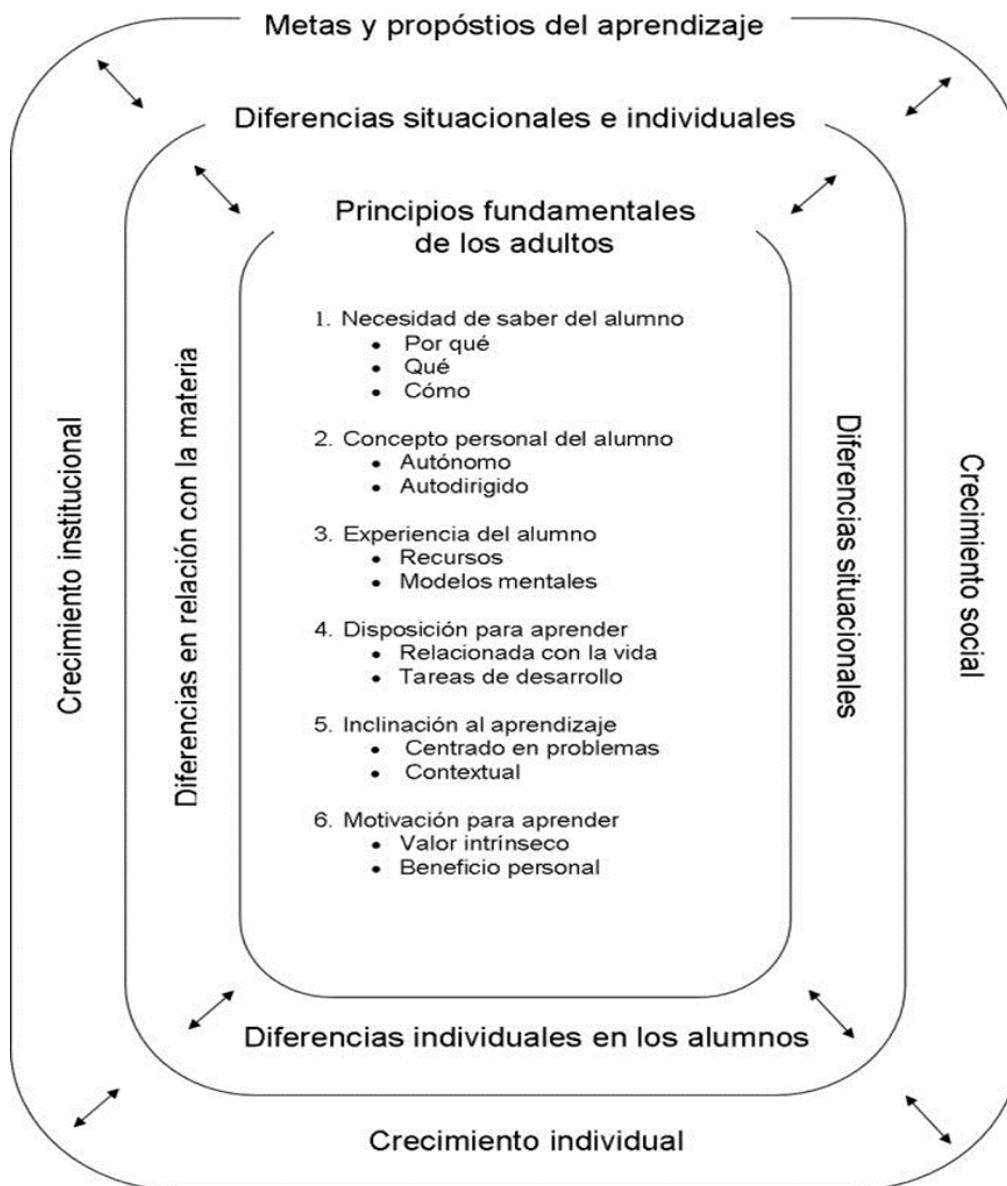 Metas y propóstios del aprendizaje
Diferencias situacionales e individuales
Principios fundamentales
de los adultos
1. Necesidad de saber del alumno
• Por qué
• Qué
• Cómo
2. Concepto personal del alumno
• Autónomo
• Autodirigido
3. Experiencia del alumno
• Recursos
• Modelos mentales
4. Disposición para aprender
• Relacionada con la vida
• Tareas de desarrollo
5. Inclinación al aprendizaje
• Centrado en problemas
• Contextual
6. Motivación para aprender
• Valor intrínseco
• Beneficio personal
Crecimiento institucional
Diferencias en relación con la materia
Diferencias situacionales
Crecimiento social
Diferencias individuales en los alumnos
Crecimiento individual